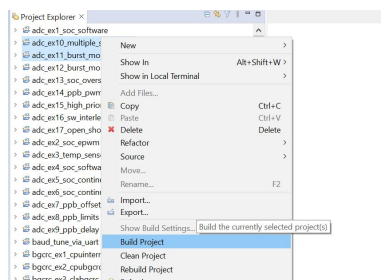 Project Explorer
adc_ex1_soc_software
adc_ex10_multiple_s
adc_ex11_burst_mo
adc_ex12_burst_mo
adc_ex13_soc_overs
adc_ex14_ppb_pwm
adc_ex15_high_prio
adc_ex16_sw_interle
adc_ex17_open_sho
adc_ex2_soc_epwm
adc_ex3_temp_sens
adc_ex4_soc_softwa
adc_ex5_soc_contin
adc_ex6_soc_contin
adc_ex7_ppb_offset
adc_ex8_ppb_limits
adc_ex9_ppb_delay
baud_tune_via_uart
bgcrc_ex1_cpuinterr
bgcrc_ex2_cpubgcr
New
Show In Alt+Shift+W
Show in Local Terminal
Add Files...
Copy Ctrl+C
Paste Ctrl+V
Delete Delete
Refactor
Source
Move...
Rename... F2
Import...
Export...
Show Build Settings...
Build the currently selected project(s)
Build Project
Clean Project
Rebuild Project